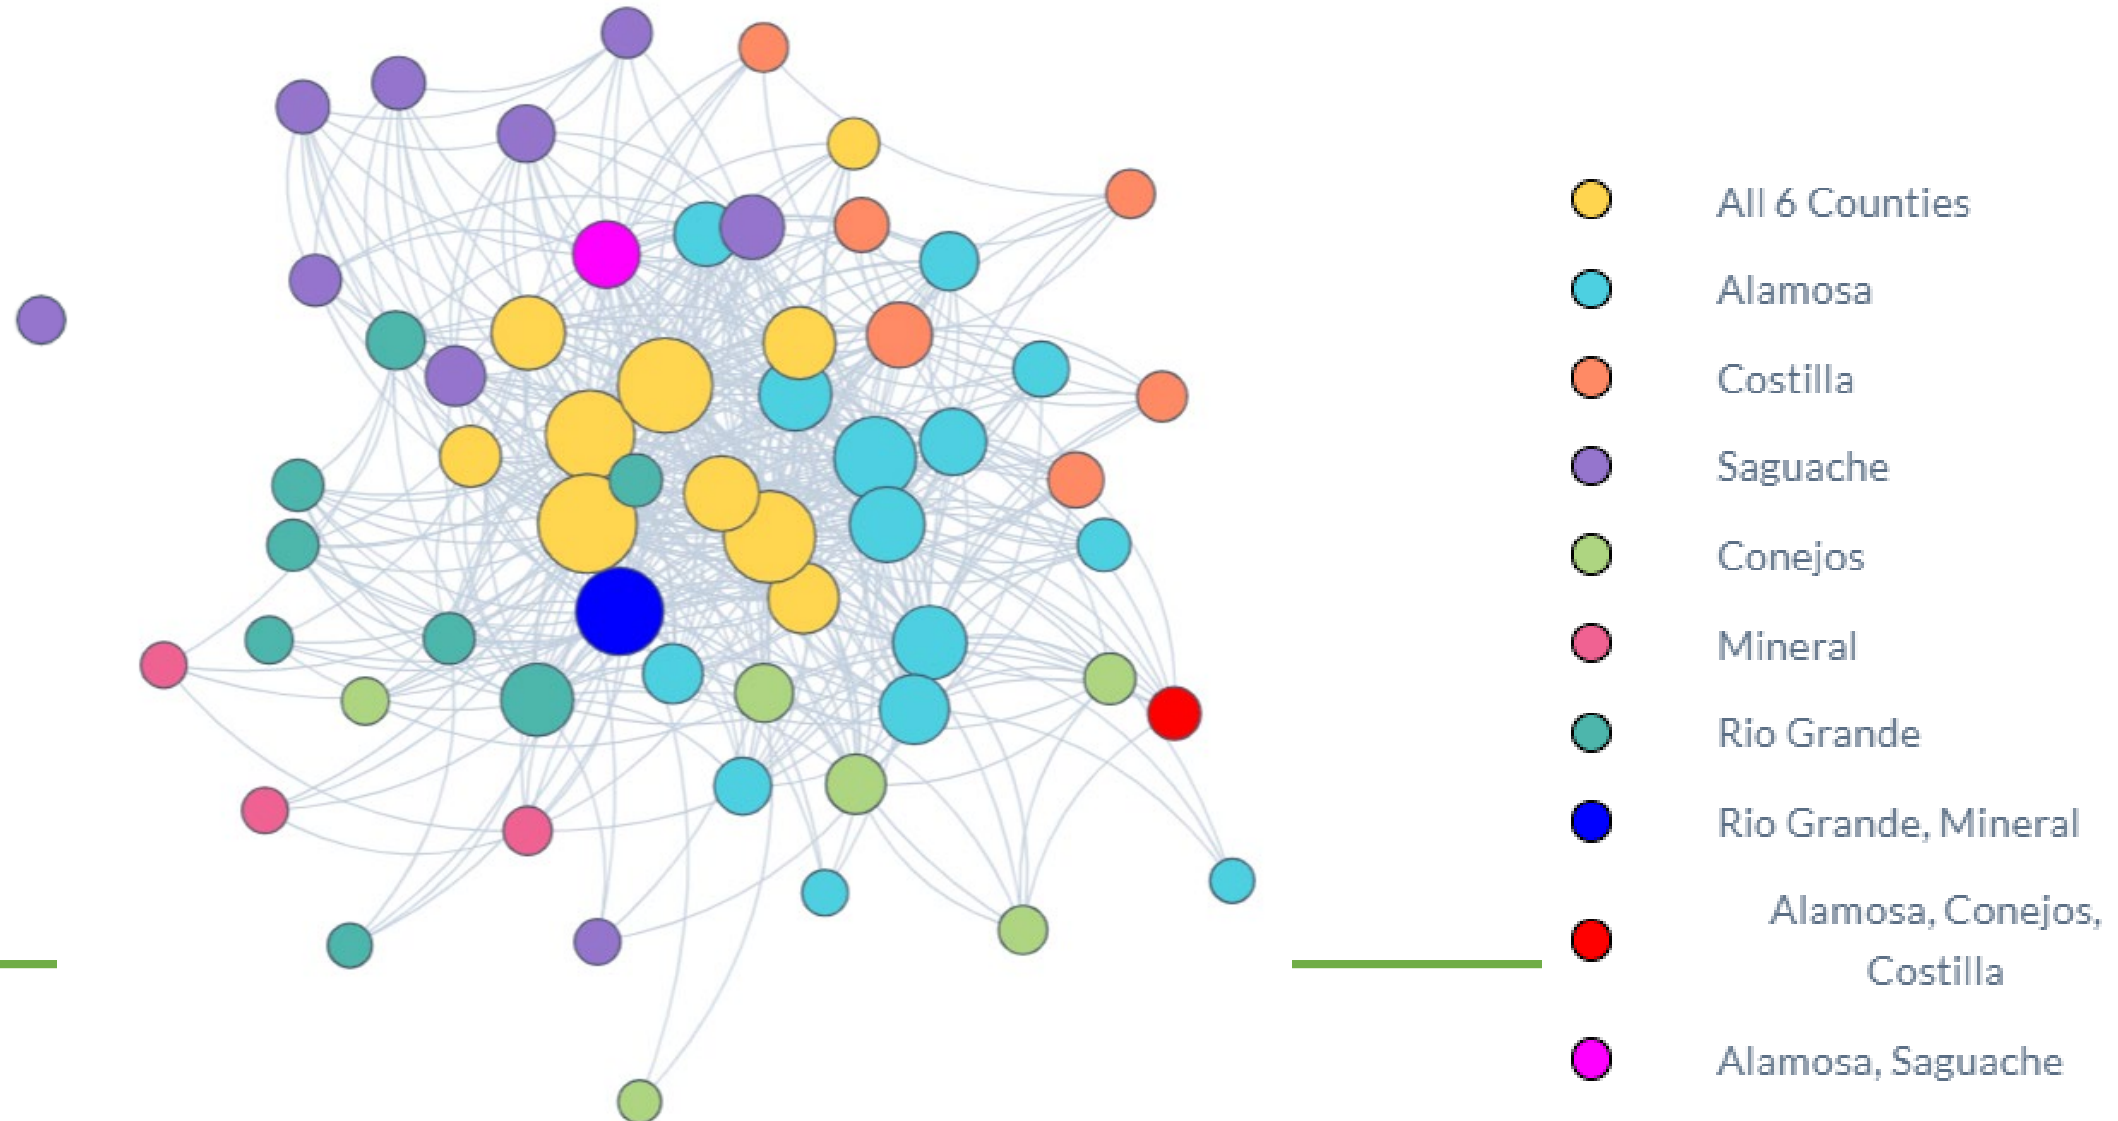 All 6 Counties
Alamosa
Costilla
Saguache
Conejos
Mineral
Rio Grande
Rio Grande, Mineral
Alamosa, Conejos,
Costilla
Alamosa, Saguache